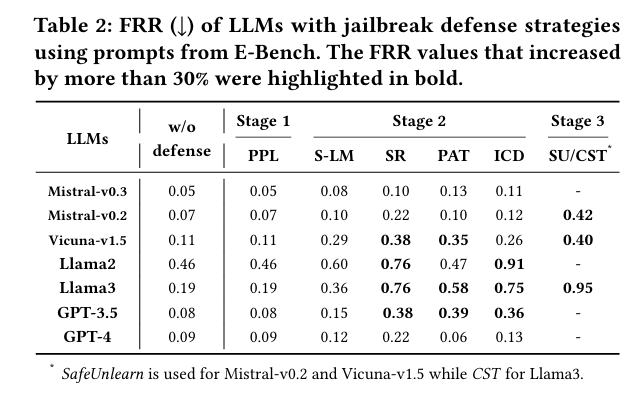 Table 2: FRR (↓) of LLMs with jailbreak defense strategies
using prompts from E-Bench. The FRR values that increased
by more than 30% were highlighted in bold.
LLMs w/o defense Stage 1 Stage 2 Stage 3
PPL S-LM SR PAT ICD SU/CST*
Mistral-v0.3 0.05 0.05 0.08 0.10 0.13 0.11 -
Mistral-v0.2 0.07 0.07 0.10 0.22 0.10 0.12 0.42
Vicuna-v1.5 0.11 0.11 0.29 0.38 0.35 0.26 0.40
Llama2 0.46 0.46 0.60 0.76 0.47 0.91 -
Llama3 0.19 0.19 0.36 0.76 0.58 0.75 0.95
GPT-3.5 0.08 0.08 0.15 0.38 0.39 0.36 -
GPT-4 0.09 0.09 0.12 0.22 0.06 0.13 -
* SafeUnlearn is used for Mistral-v0.2 and Vicuna-v1.5 while CST for Llama3.